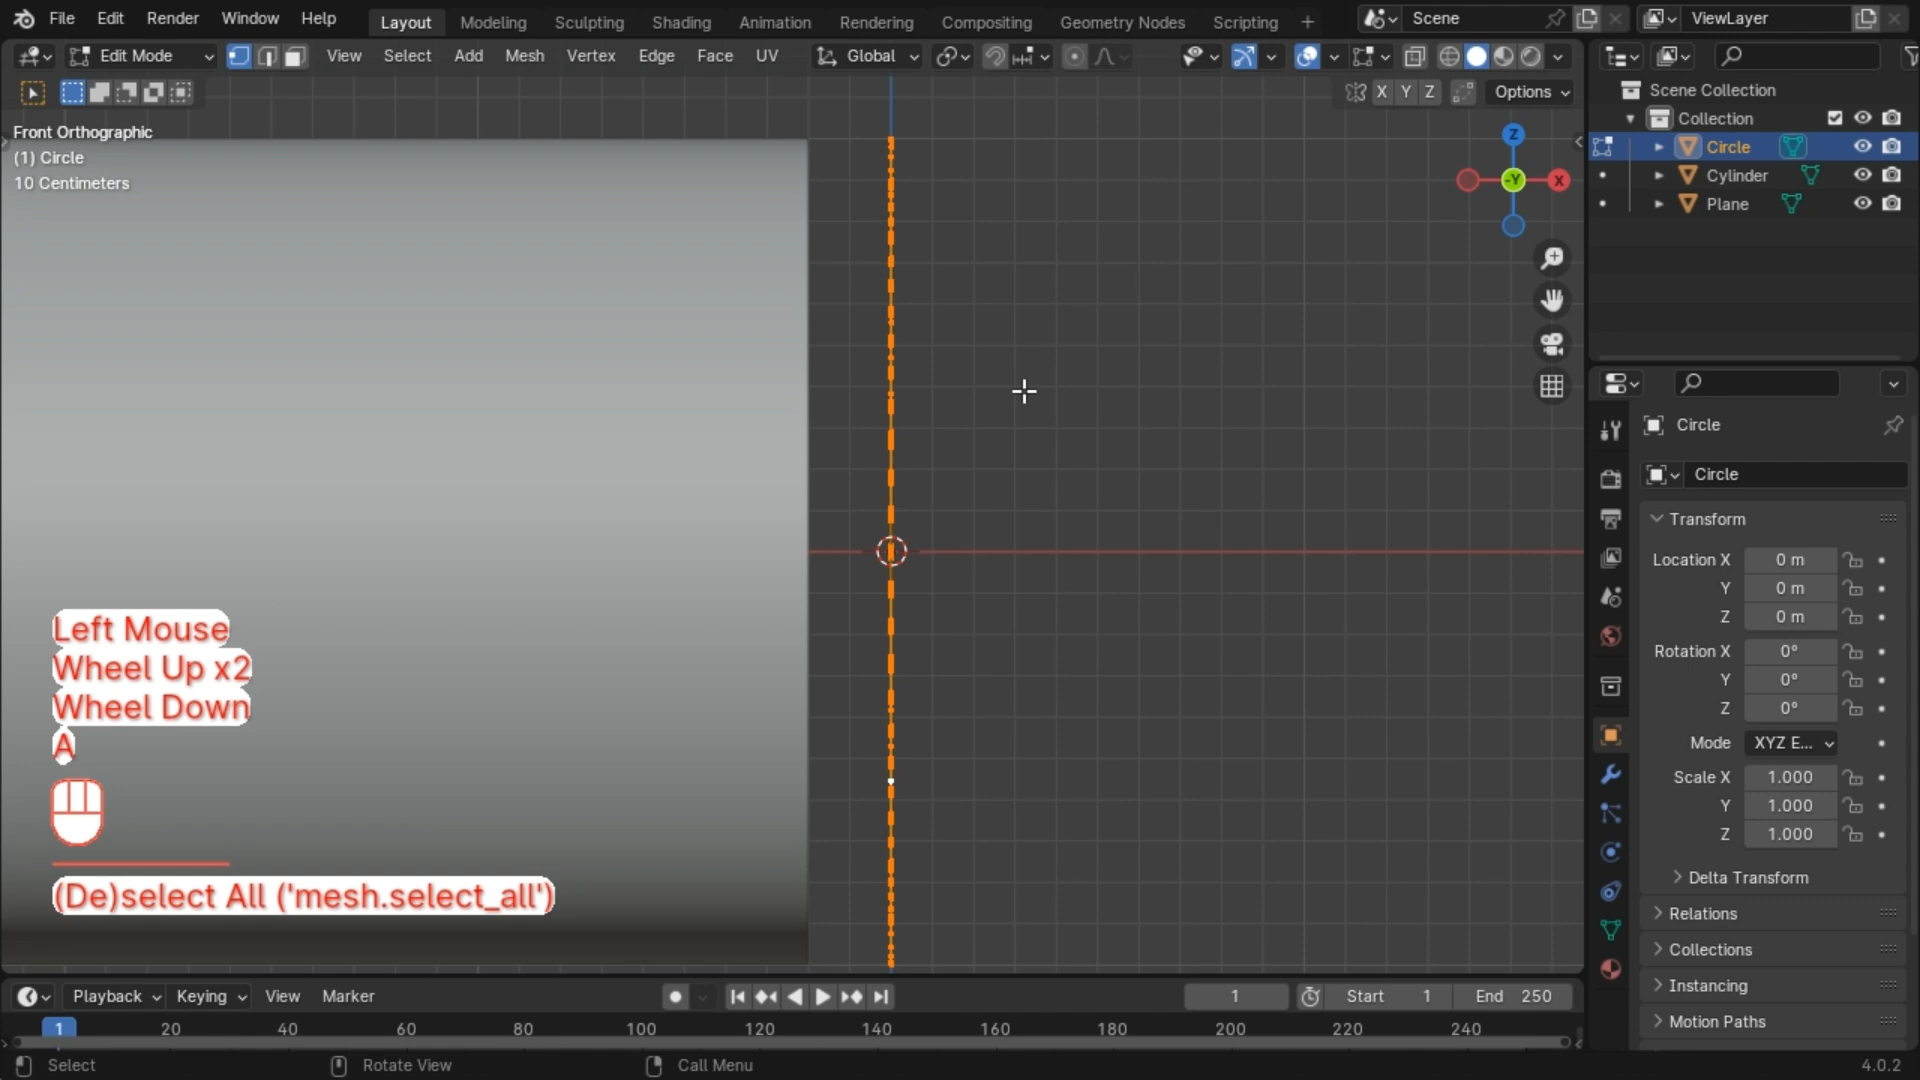 File Edit Render Window Help Layout Modeling Sculpting Shading Animation Rendering Compositing Geometry Nodes Scripting + Scene ViewLayer
Edit Mode View Select Add Mesh Vertex Edge Face UV Global
X Y Z Options
Front Orthographic
(1) Circle
10 Centimeters
Z
-Y X
Left Mouse
Wheel Up x2
Wheel Down
A
(De)select All ('mesh.select_all')
Scene Collection
Collection
Circle
Cylinder
Plane
Circle
Circle
Transform
Location X 0 m
Y 0 m
Z 0 m
Rotation X 0°
Y 0°
Z 0°
Mode XYZ E...
Scale X 1.000
Y 1.000
Z 1.000
Delta Transform
Relations
Collections
Instancing
Motion Paths
Playback Keying View Marker 1 Start 1 End 250
1 20 40 60 80 100 120 140 160 180 200 220 240
Select Rotate View Call Menu 4.0.2